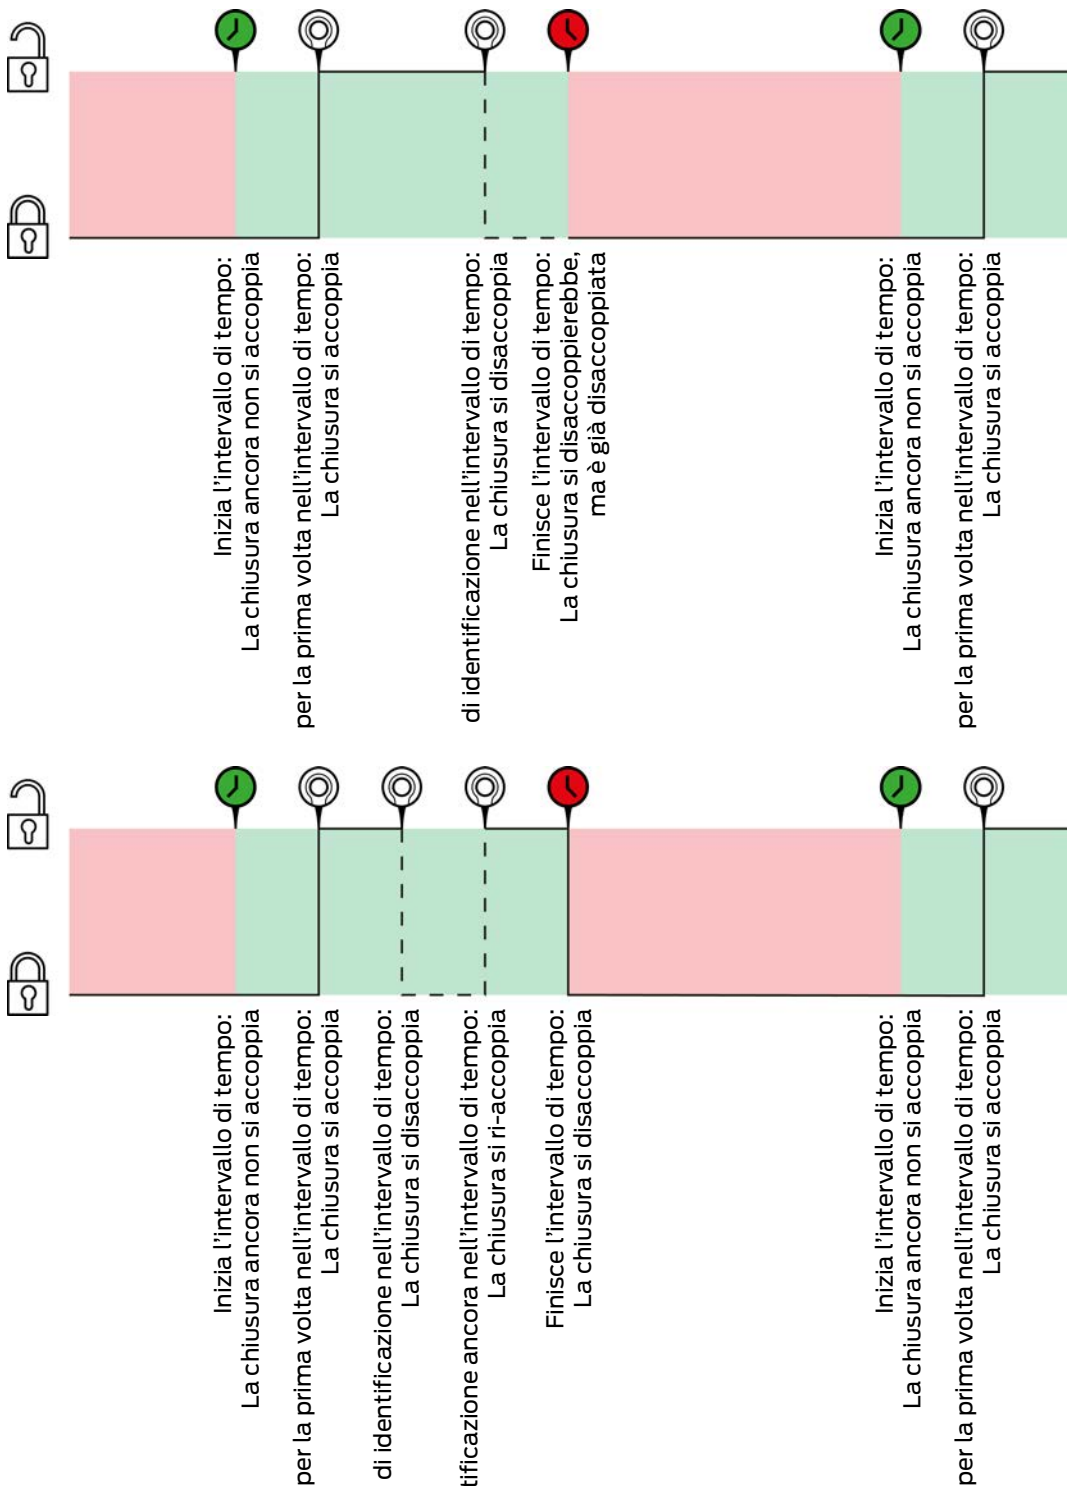 Inizia l'intervallo di tempo:
La chiusura ancora non si accoppia
per la prima volta nell'intervallo di tempo:
La chiusura si accoppia
di identificazione nell'intervallo di tempo:
La chiusura si disaccoppia
Finisce l'intervallo di tempo:
La chiusura si disaccoppierebbe,
ma è già disaccoppiata
Inizia l'intervallo di tempo:
La chiusura ancora non si accoppia
per la prima volta nell'intervallo di tempo:
La chiusura si accoppia
Inizia l'intervallo di tempo:
La chiusura ancora non si accoppia
per la prima volta nell'intervallo di tempo:
La chiusura si accoppia
di identificazione nell'intervallo di tempo:
La chiusura si disaccoppia
tificazione ancora nell'intervallo di tempo:
La chiusura si ri-accoppia
Finisce l'intervallo di tempo:
La chiusura si disaccoppia
Inizia l'intervallo di tempo:
La chiusura ancora non si accoppia
per la prima volta nell'intervallo di tempo:
La chiusura si accoppia